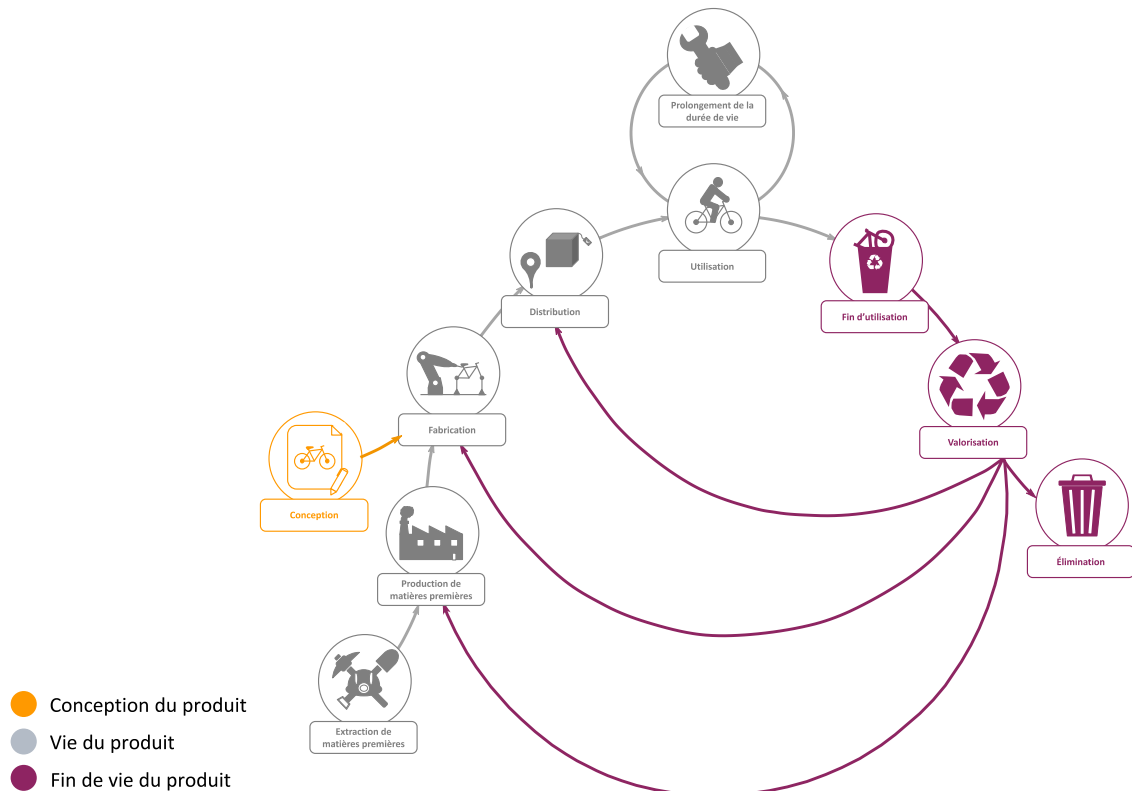 Prolongement de la
durée de vie
Utilisation
Distribution
Fin d'utilisation
Fabrication
Valorisation
Conception
Élimination
Production de
matières premières
Extraction de
matières premières
Conception du produit
Vie du produit
Fin de vie du produit